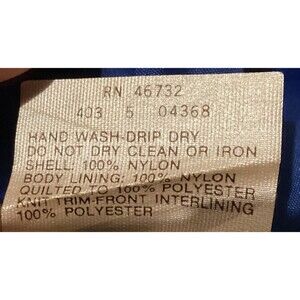 RN 46732
403 5 04368
HAND WASH-DRIP DRY
DO NOT DRY CLEAN OR IRON
SHELL: 100% NYLON
BODY LINING: 100% NYLON
QUILTED TO 100% POLYESTER
KNIT TRIM-FRONT INTERLINING
100% POLYESTER